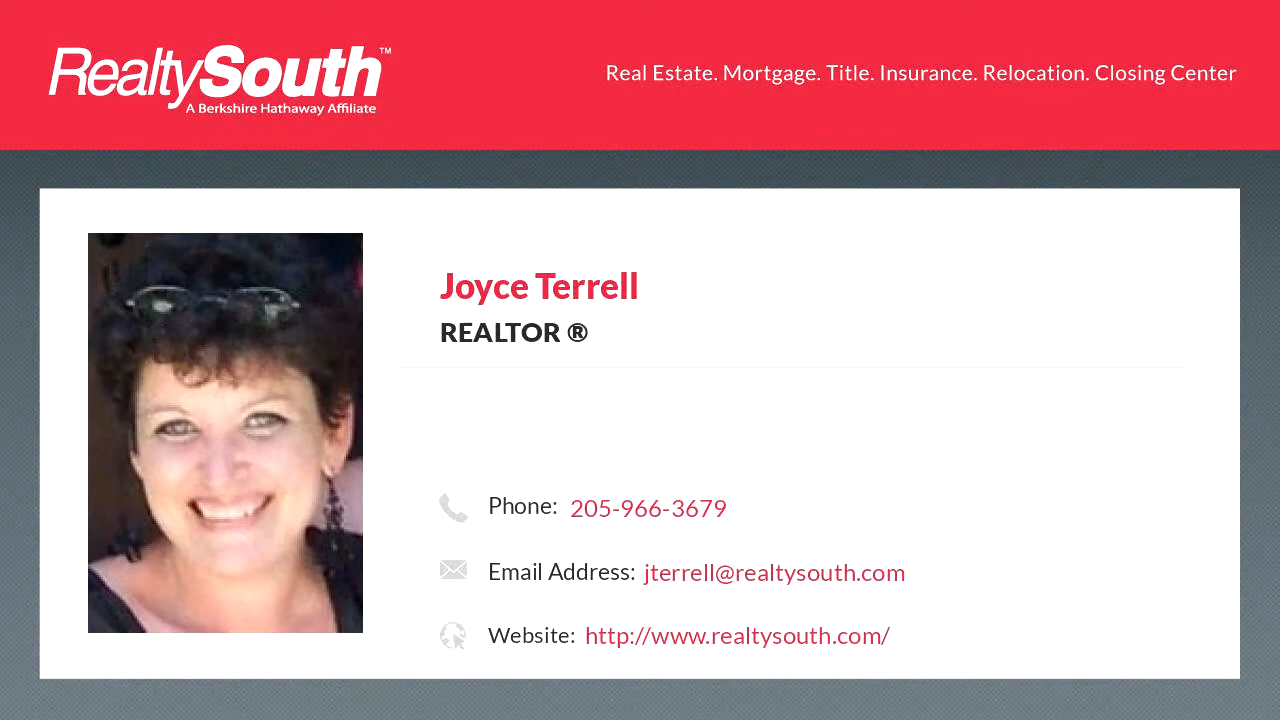 RealtySouth™
A Berkshire Hathaway Affiliate
Real Estate. Mortgage. Title. Insurance. Relocation. Closing Center
Joyce Terrell
REALTOR ®
Phone: 205-966-3679
Email Address: jterrell@realtysouth.com
Website: http://www.realtysouth.com/